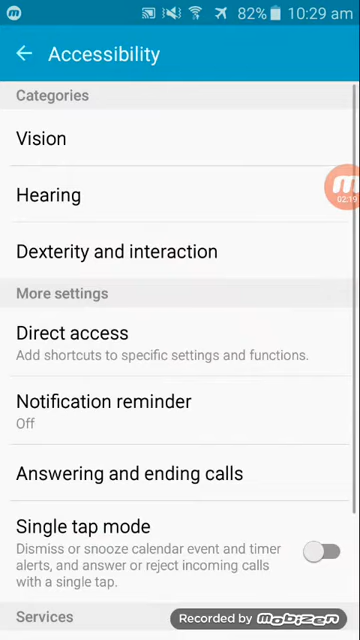 82% 10:29 am
Accessibility
Categories
Vision
Hearing
02:19
Dexterity and interaction
More settings
Direct access
Add shortcuts to specific settings and functions.
Notification reminder
Off
Answering and ending calls
Single tap mode
Dismiss or snooze calendar event and timer
alerts, and answer or reject incoming calls
with a single tap.
Services
Recorded by mobizen